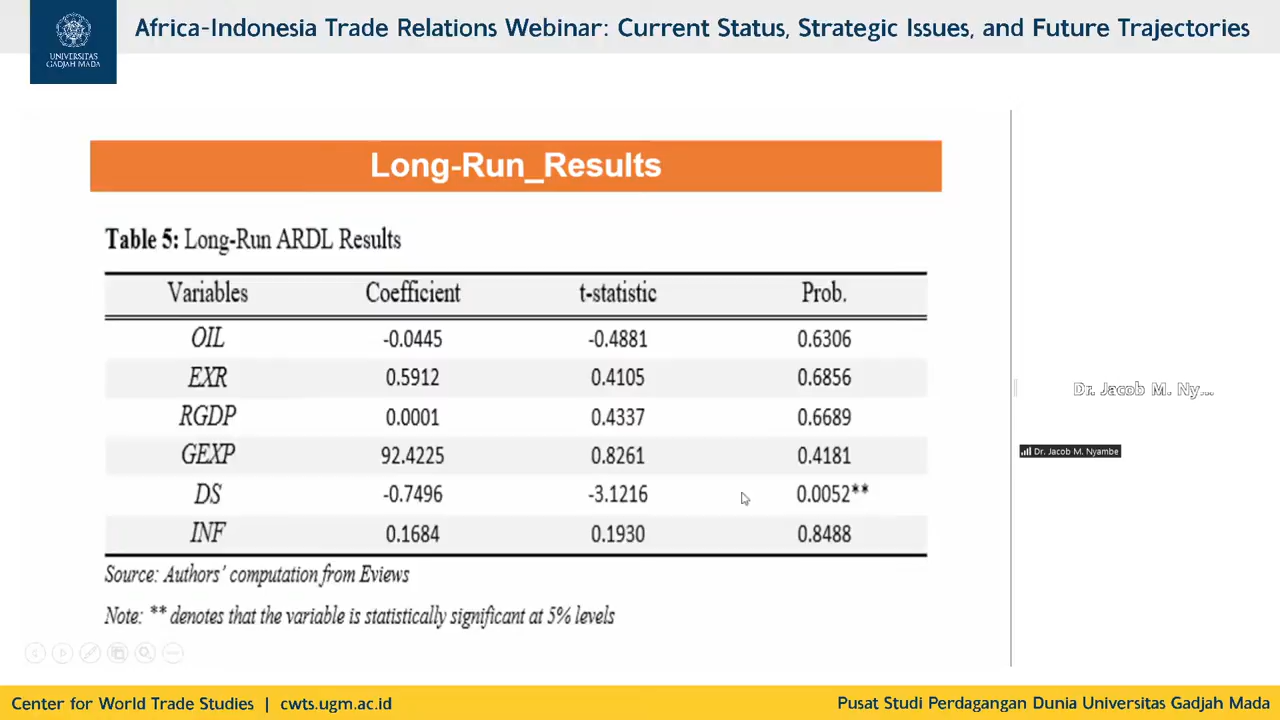 Africa-Indonesia Trade Relations Webinar: Current Status, Strategic Issues, and Future Trajectories
UNIVERSITAS
GADJAH MADA
Long-Run_Results
Table 5: Long-Run ARDL Results
Variables Coefficient t-statistic Prob.
OIL -0.0445 -0.4881 0.6306
EXR 0.5912 0.4105 0.6856
RGDP 0.0001 0.4337 0.6689
GEXP 92.4225 0.8261 0.4181
DS -0.7496 -3.1216 0.0052**
INF 0.1684 0.1930 0.8488
Source: Authors' computation from Eviews
Note: ** denotes that the variable is statistically significant at 5% levels
Dr. Jacob M. Ny...
Dr. Jacob M. Nyambe
Center for World Trade Studies | cwts.ugm.ac.id
Pusat Studi Perdagangan Dunia Universitas Gadjah Mada